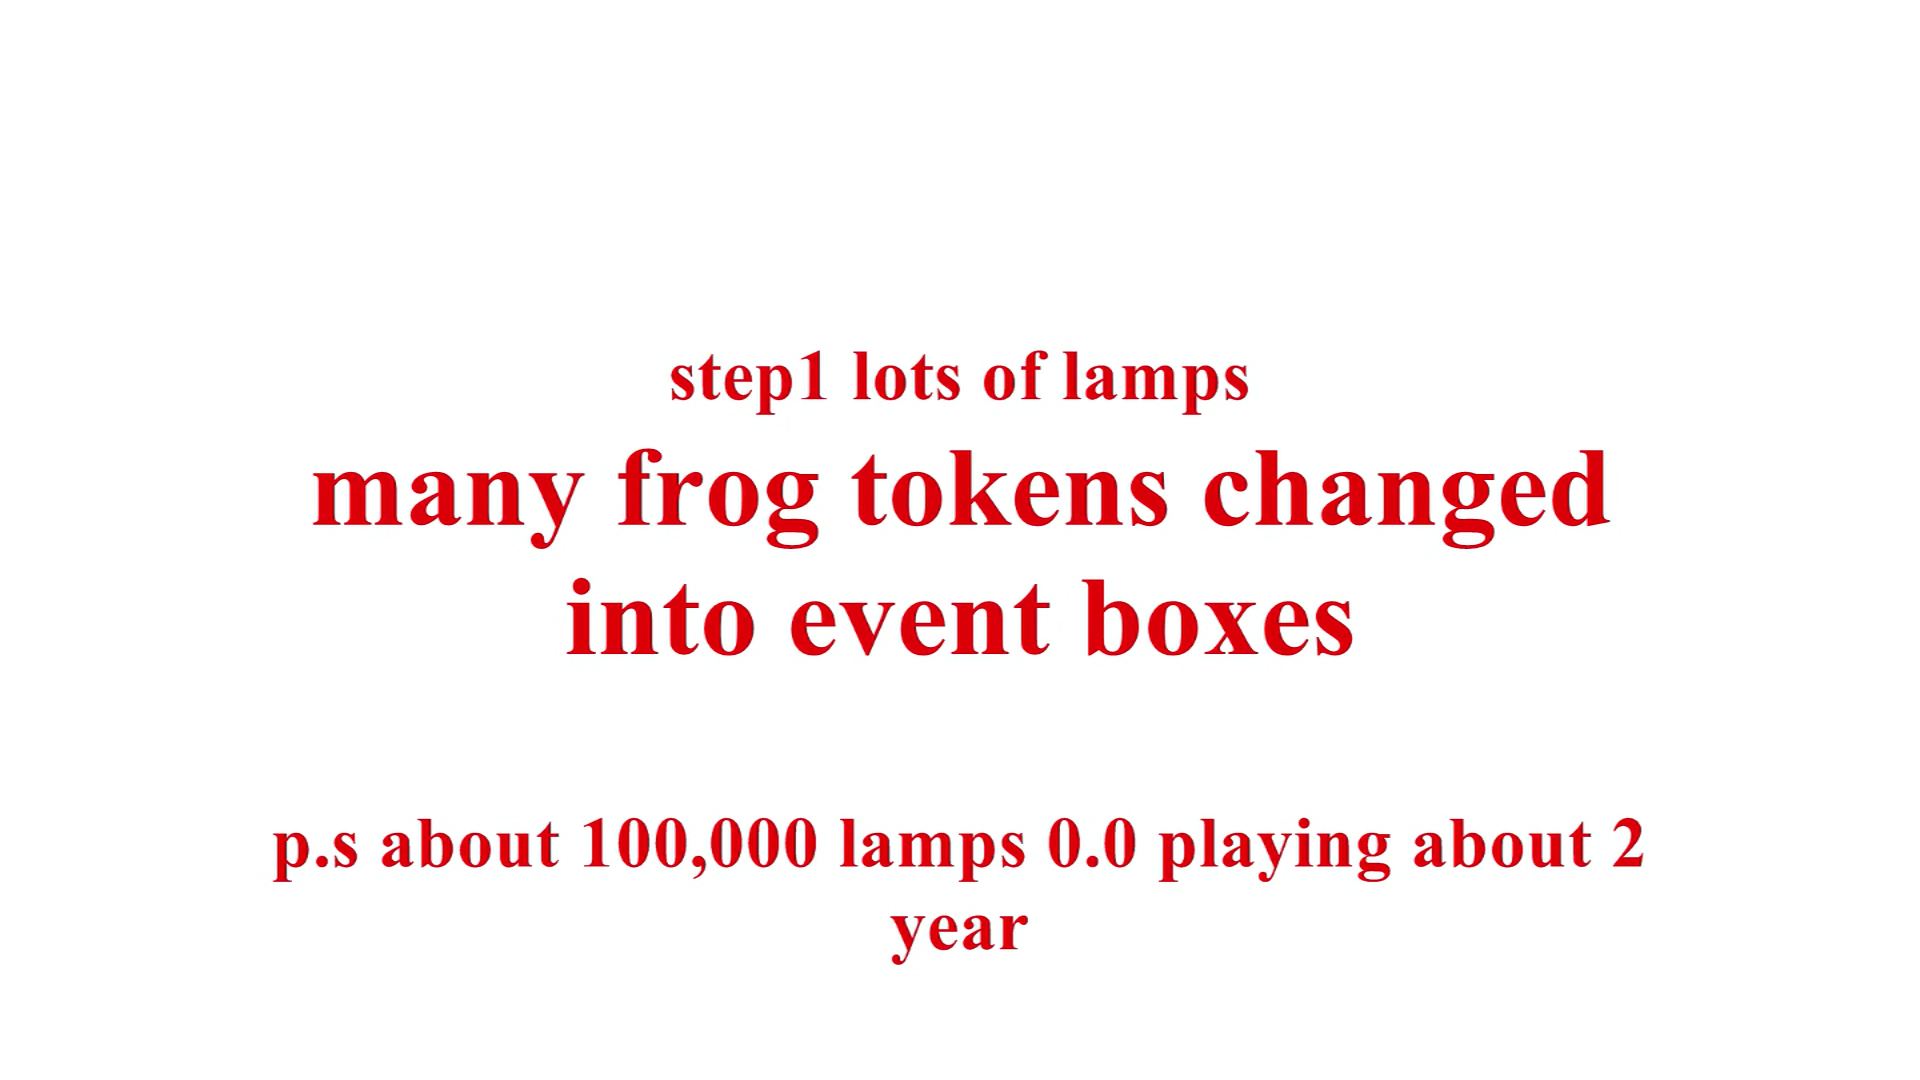 step1 lots of lamps
many frog tokens changed
into event boxes
p.s about 100,000 lamps 0.0 playing about 2
year